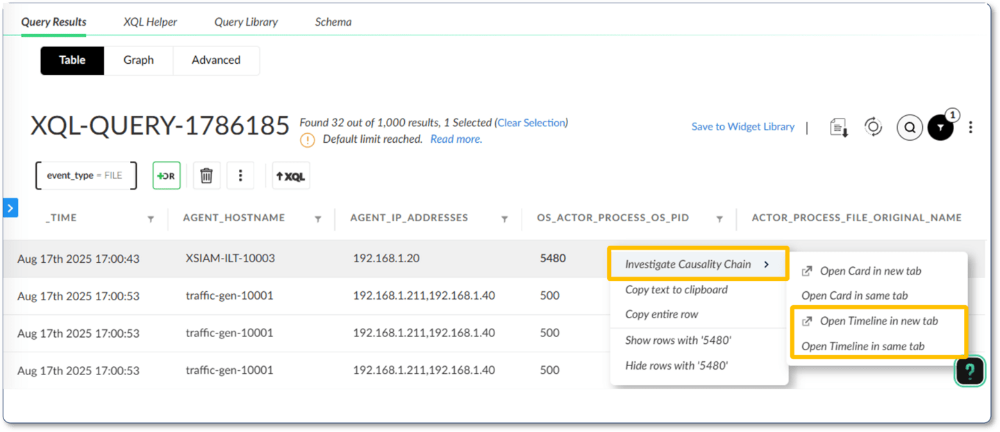 Query Results XQL Helper Query Library Schema
Table Graph Advanced
XQL-QUERY-1786185 Found 32 out of 1,000 results, 1 Selected (Clear Selection)
Default limit reached. Read more.
Save to Widget Library | 1
event_type = FILE +OR XQL
_TIME AGENT_HOSTNAME AGENT_IP_ADDRESSES OS_ACTOR_PROCESS_OS_PID ACTOR_PROCESS_FILE_ORIGINAL_NAME
Aug 17th 2025 17:00:43 XSIAM-ILT-10003 192.168.1.20 5480
Aug 17th 2025 17:00:53 traffic-gen-10001 192.168.1.211,192.168.1.40 500
Aug 17th 2025 17:00:53 traffic-gen-10001 192.168.1.211,192.168.1.40 500
Aug 17th 2025 17:00:53 traffic-gen-10001 192.168.1.211,192.168.1.40 500
Investigate Causality Chain
Copy text to clipboard
Copy entire row
Show rows with '5480'
Hide rows with '5480'
Open Card in new tab
Open Card in same tab
Open Timeline in new tab
Open Timeline in same tab
?